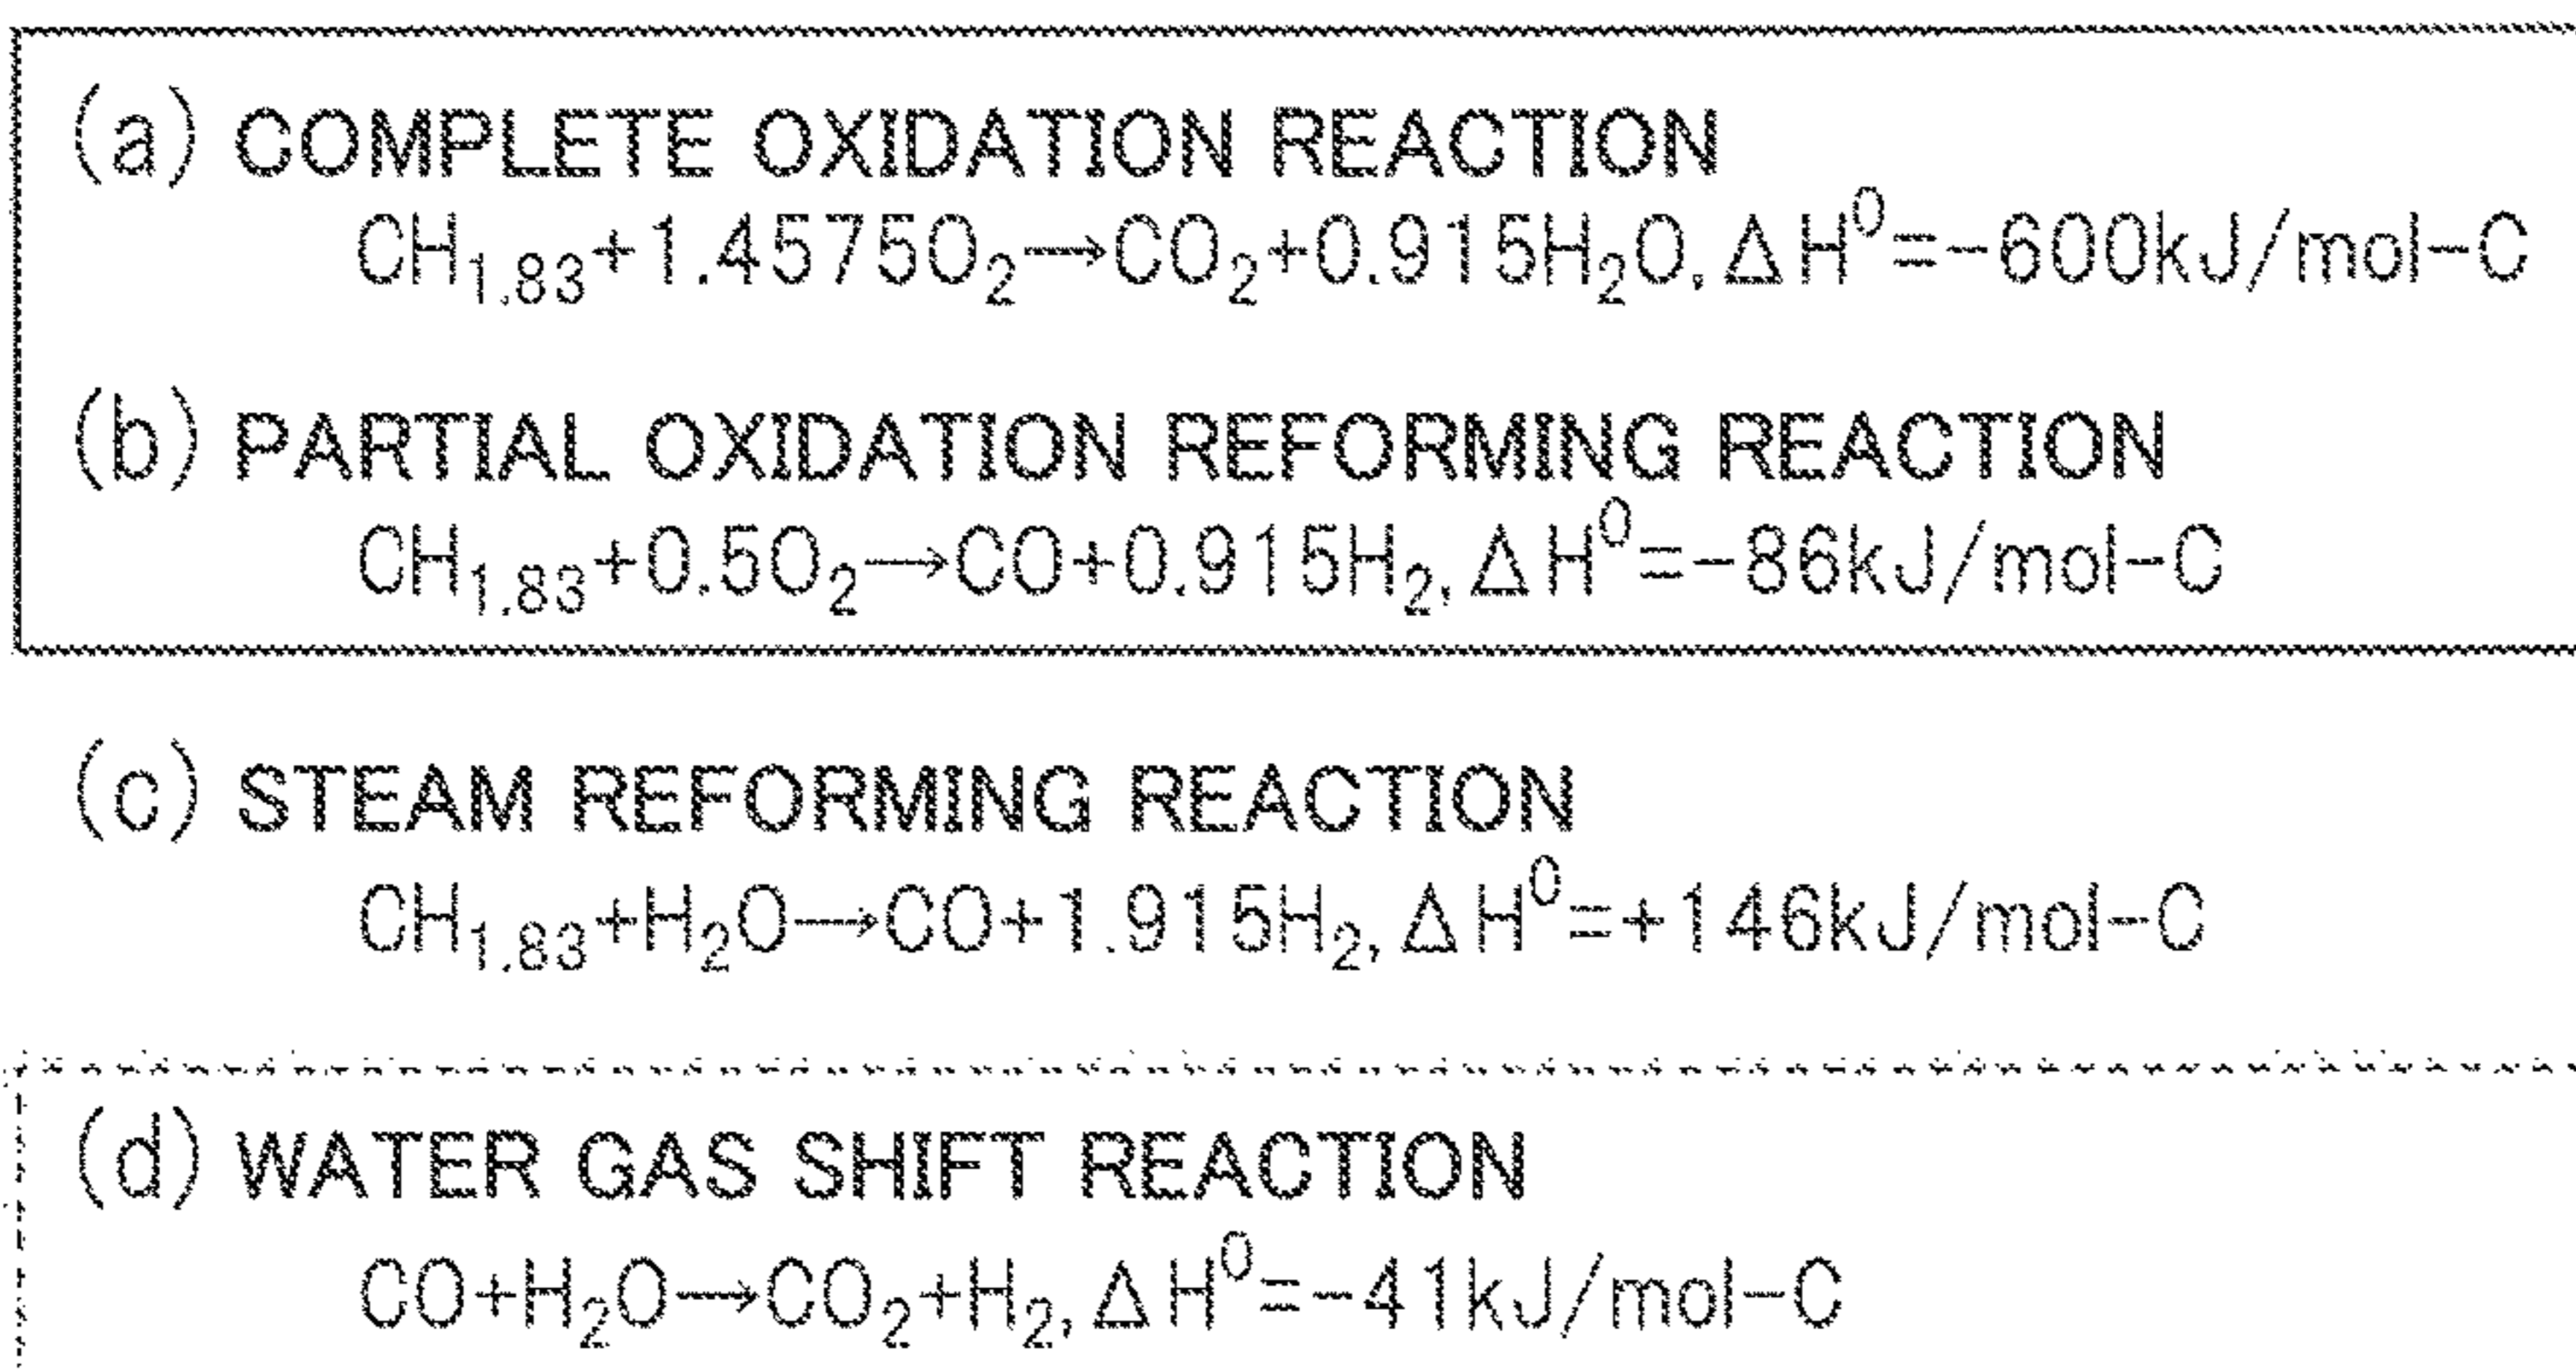 (a) COMPLETE OXIDATION REACTION
CH₁.₈₃+1.4575O₂→CO₂+0.915H₂O, ΔH⁰=-600kJ/mol-C
(b) PARTIAL OXIDATION REFORMING REACTION
CH₁.₈₃+0.5O₂→CO+0.915H₂, ΔH⁰=-86kJ/mol-C
(c) STEAM REFORMING REACTION
CH₁.₈₃+H₂O→CO+1.915H₂, ΔH⁰=+146kJ/mol-C
(d) WATER GAS SHIFT REACTION
CO+H₂O→CO₂+H₂, ΔH⁰=-41kJ/mol-C